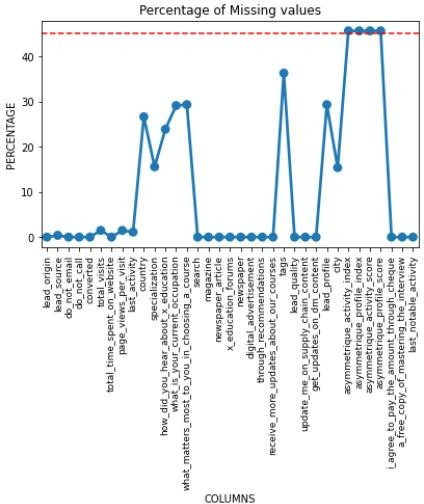 Percentage of Missing values
PERCENTAGE
40
30
20
10
0
lead_origin
lead_source
do_not_email
do_not_call
converted
total_visits
total_time_spent_on_website
page_views_per_visit
last_activity
country
specialization
how_did_you_hear_about_x_education
what_is_your_current_occupation
what_matters_most_to_you_in_choosing_a_course
search
magazine
newspaper_article
x_education_forums
newspaper
digital_advertisement
through_recommendations
receive_more_updates_about_our_courses
tags
lead_quality
update_me_on_supply_chain_content
get_updates_on_dm_content
lead_profile
city
asymmetrique_activity_index
asymmetrique_profile_index
asymmetrique_activity_score
asymmetrique_profile_score
i_agree_to_pay_the_amount_through_cheque
a_free_copy_of_mastering_the_interview
last_notable_activity
COLUMNS